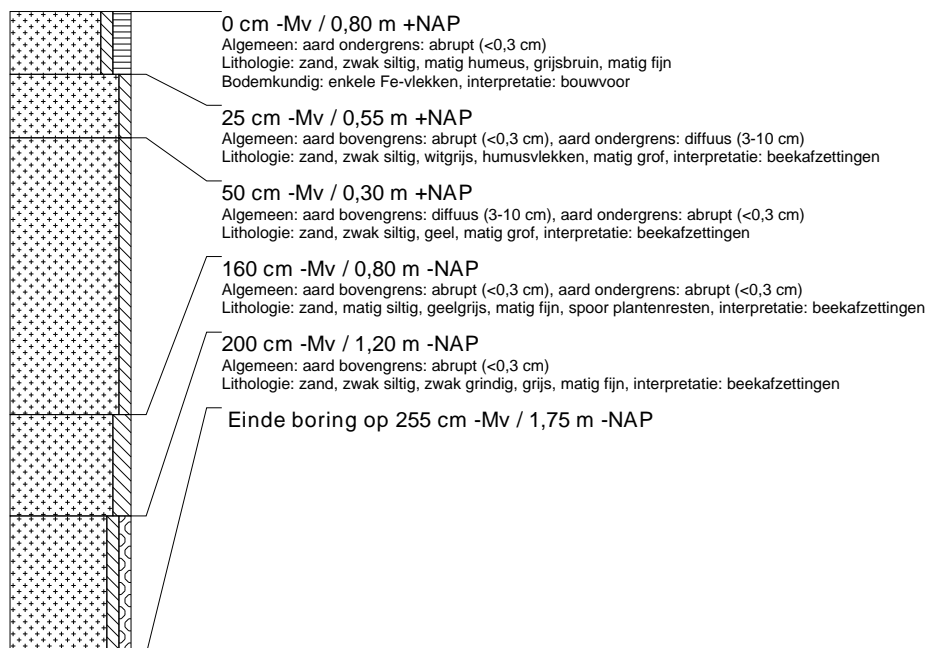 0 cm -Mv / 0,80 m +NAP
Algemeen: aard ondergrens: abrupt (<0,3 cm)
Lithologie: zand, zwak siltig, matig humeus, grijsbruin, matig fijn
Bodemkundig: enkele Fe-vlekken, interpretatie: bouwvoor
25 cm -Mv / 0,55 m +NAP
Algemeen: aard bovengrens: abrupt (<0,3 cm), aard ondergrens: diffuus (3-10 cm)
Lithologie: zand, zwak siltig, witgrijs, humusvlekken, matig grof, interpretatie: beekafzettingen
50 cm -Mv / 0,30 m +NAP
Algemeen: aard bovengrens: diffuus (3-10 cm), aard ondergrens: abrupt (<0,3 cm)
Lithologie: zand, zwak siltig, geel, matig grof, interpretatie: beekafzettingen
160 cm -Mv / 0,80 m -NAP
Algemeen: aard bovengrens: abrupt (<0,3 cm), aard ondergrens: abrupt (<0,3 cm)
Lithologie: zand, matig siltig, geelgrijs, matig fijn, spoor plantenresten, interpretatie: beekafzettingen
200 cm -Mv / 1,20 m -NAP
Algemeen: aard bovengrens: abrupt (<0,3 cm)
Lithologie: zand, zwak siltig, zwak grindig, grijs, matig fijn, interpretatie: beekafzettingen
Einde boring op 255 cm -Mv / 1,75 m -NAP